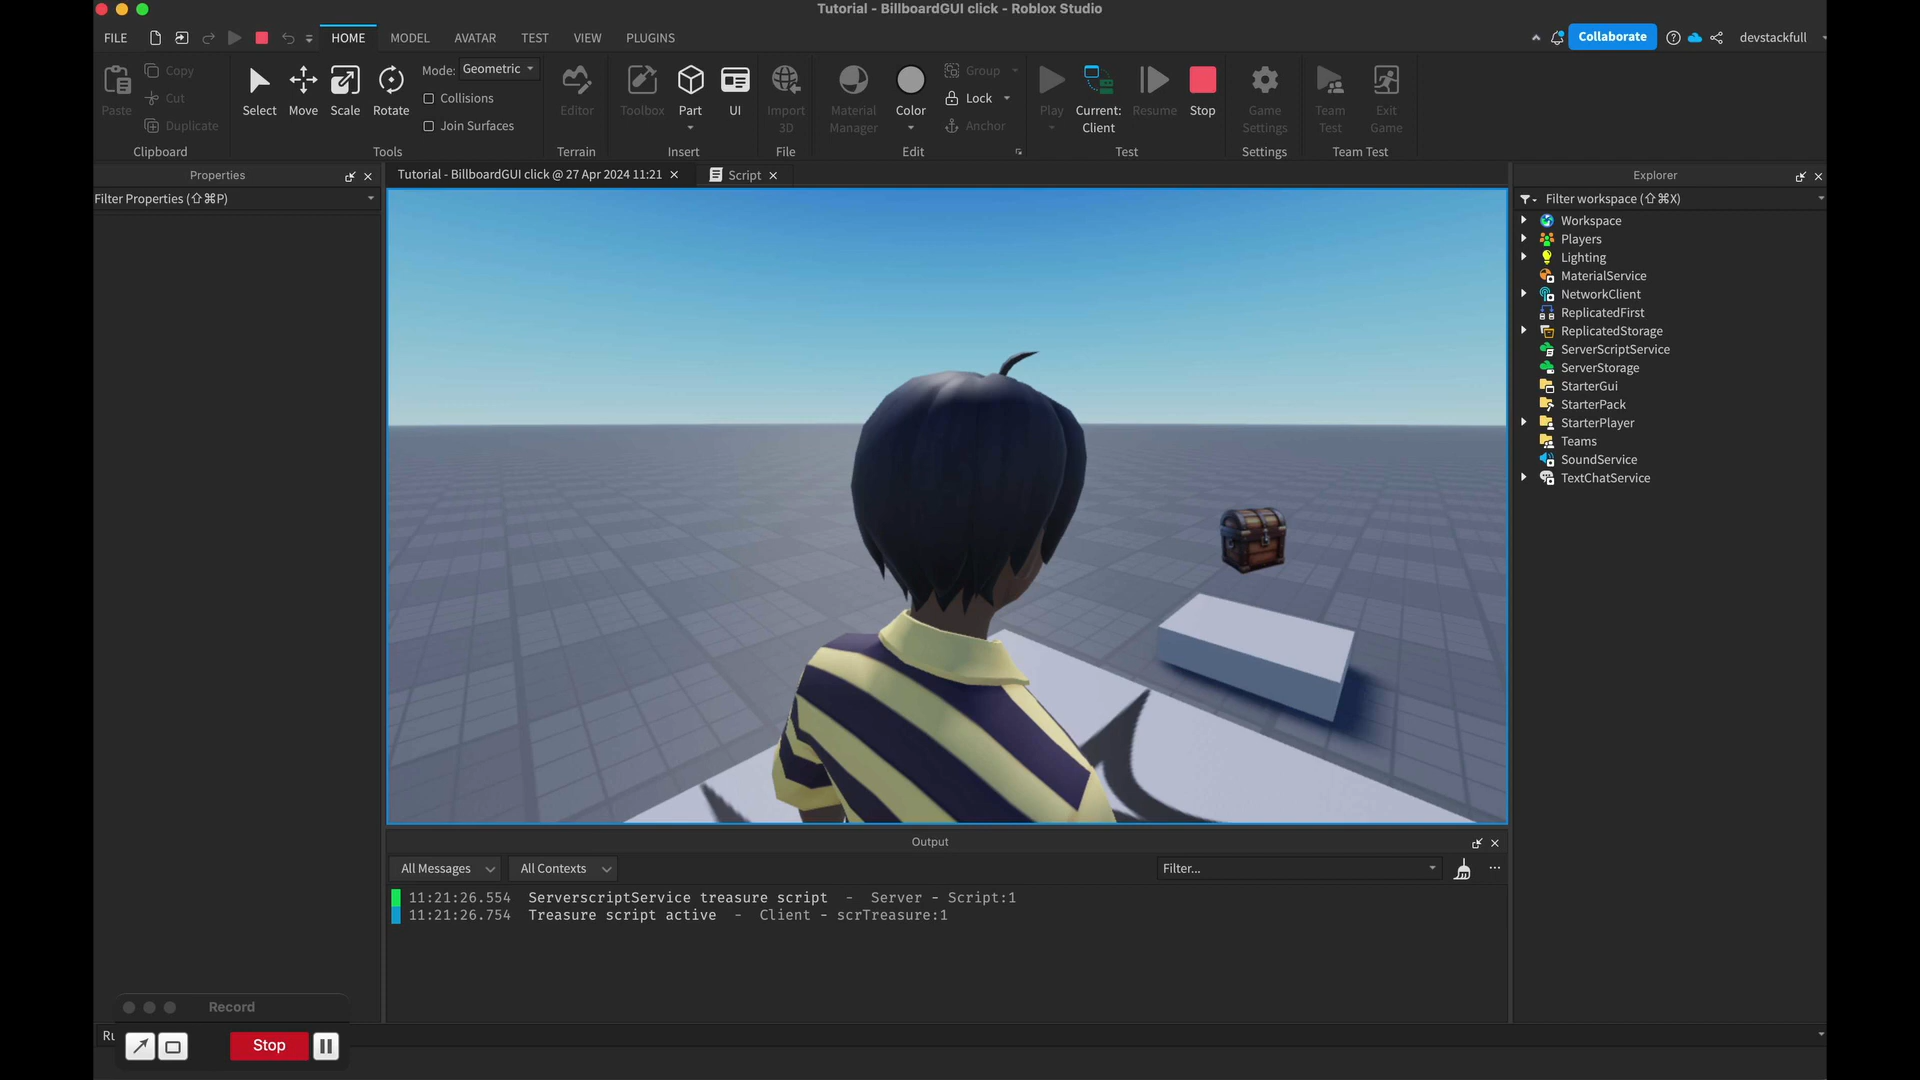 Tutorial - BillboardGUI click - Roblox Studio
FILE
HOME
MODEL
AVATAR
TEST
VIEW
PLUGINS
Collaborate
devstackfull
Paste
Copy
Cut
Duplicate
Clipboard
Select
Move
Scale
Rotate
Mode: Geometric
Collisions
Join Surfaces
Tools
Editor
Terrain
Toolbox
Part
UI
Insert
Import
3D
File
Material
Manager
Color
Group
Lock
Anchor
Edit
Play
Current:
Client
Resume
Stop
Test
Game
Settings
Settings
Team
Test
Exit
Game
Team Test
Properties
Filter Properties (⇧⌘P)
Tutorial - BillboardGUI click @ 27 Apr 2024 11:21
Script
Explorer
Filter workspace (⇧⌘X)
Workspace
Players
Lighting
MaterialService
NetworkClient
ReplicatedFirst
ReplicatedStorage
ServerScriptService
ServerStorage
StarterGui
StarterPack
StarterPlayer
Teams
SoundService
TextChatService
Output
All Messages
All Contexts
Filter...
11:21:26.554 ServerscriptService treasure script - Server - Script:1
11:21:26.754 Treasure script active - Client - scrTreasure:1
Record
Stop